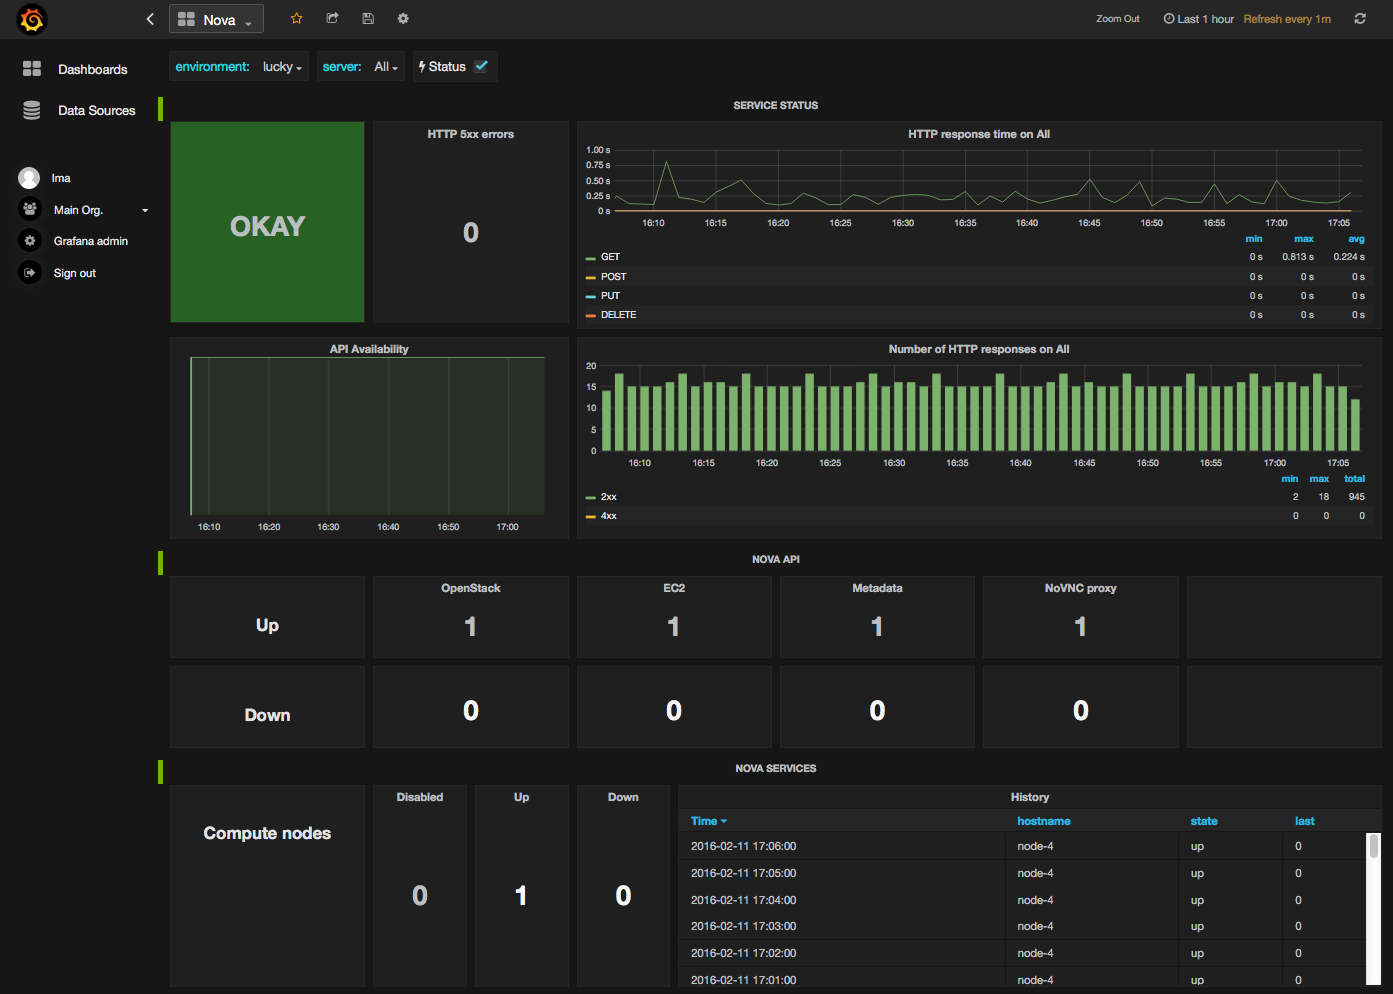 Nova
Zoom Out
Last 1 hour
Refresh every 1m
Dashboards
Data Sources
lma
Main Org.
Grafana admin
Sign out
environment: lucky
server: All
Status
SERVICE STATUS
OKAY
HTTP 5xx errors
0
HTTP response time on All
1.00 s
0.75 s
0.50 s
0.25 s
0 s
16:10 16:15 16:20 16:25 16:30 16:35 16:40 16:45 16:50 16:55 17:00 17:05
min max avg
GET 0 s 0.813 s 0.224 s
POST 0 s 0 s 0 s
PUT 0 s 0 s 0 s
DELETE 0 s 0 s 0 s
API Availability
16:10 16:20 16:30 16:40 16:50 17:00
Number of HTTP responses on All
20
15
10
5
0
16:10 16:15 16:20 16:25 16:30 16:35 16:40 16:45 16:50 16:55 17:00 17:05
min max total
2xx 2 18 945
4xx 0 0 0
NOVA API
OpenStack EC2 Metadata NoVNC proxy
Up 1 1 1 1
Down 0 0 0 0
NOVA SERVICES
Compute nodes
Disabled
0
Up
1
Down
0
History
Time hostname state last
2016-02-11 17:06:00 node-4 up 0
2016-02-11 17:05:00 node-4 up 0
2016-02-11 17:04:00 node-4 up 0
2016-02-11 17:03:00 node-4 up 0
2016-02-11 17:02:00 node-4 up 0
2016-02-11 17:01:00 node-4 up 0